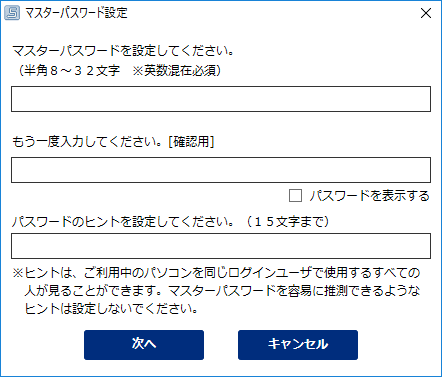 マスターパスワード設定
マスターパスワードを設定してください。
（半角８～３２文字　※英数混在必須）
もう一度入力してください。[確認用]
パスワードを表示する
パスワードのヒントを設定してください。（１５文字まで）
※ヒントは、ご利用中のパソコンを同じログインユーザで使用するすべての
人が見ることができます。マスターパスワードを容易に推測できるような
ヒントは設定しないでください。
次へ
キャンセル